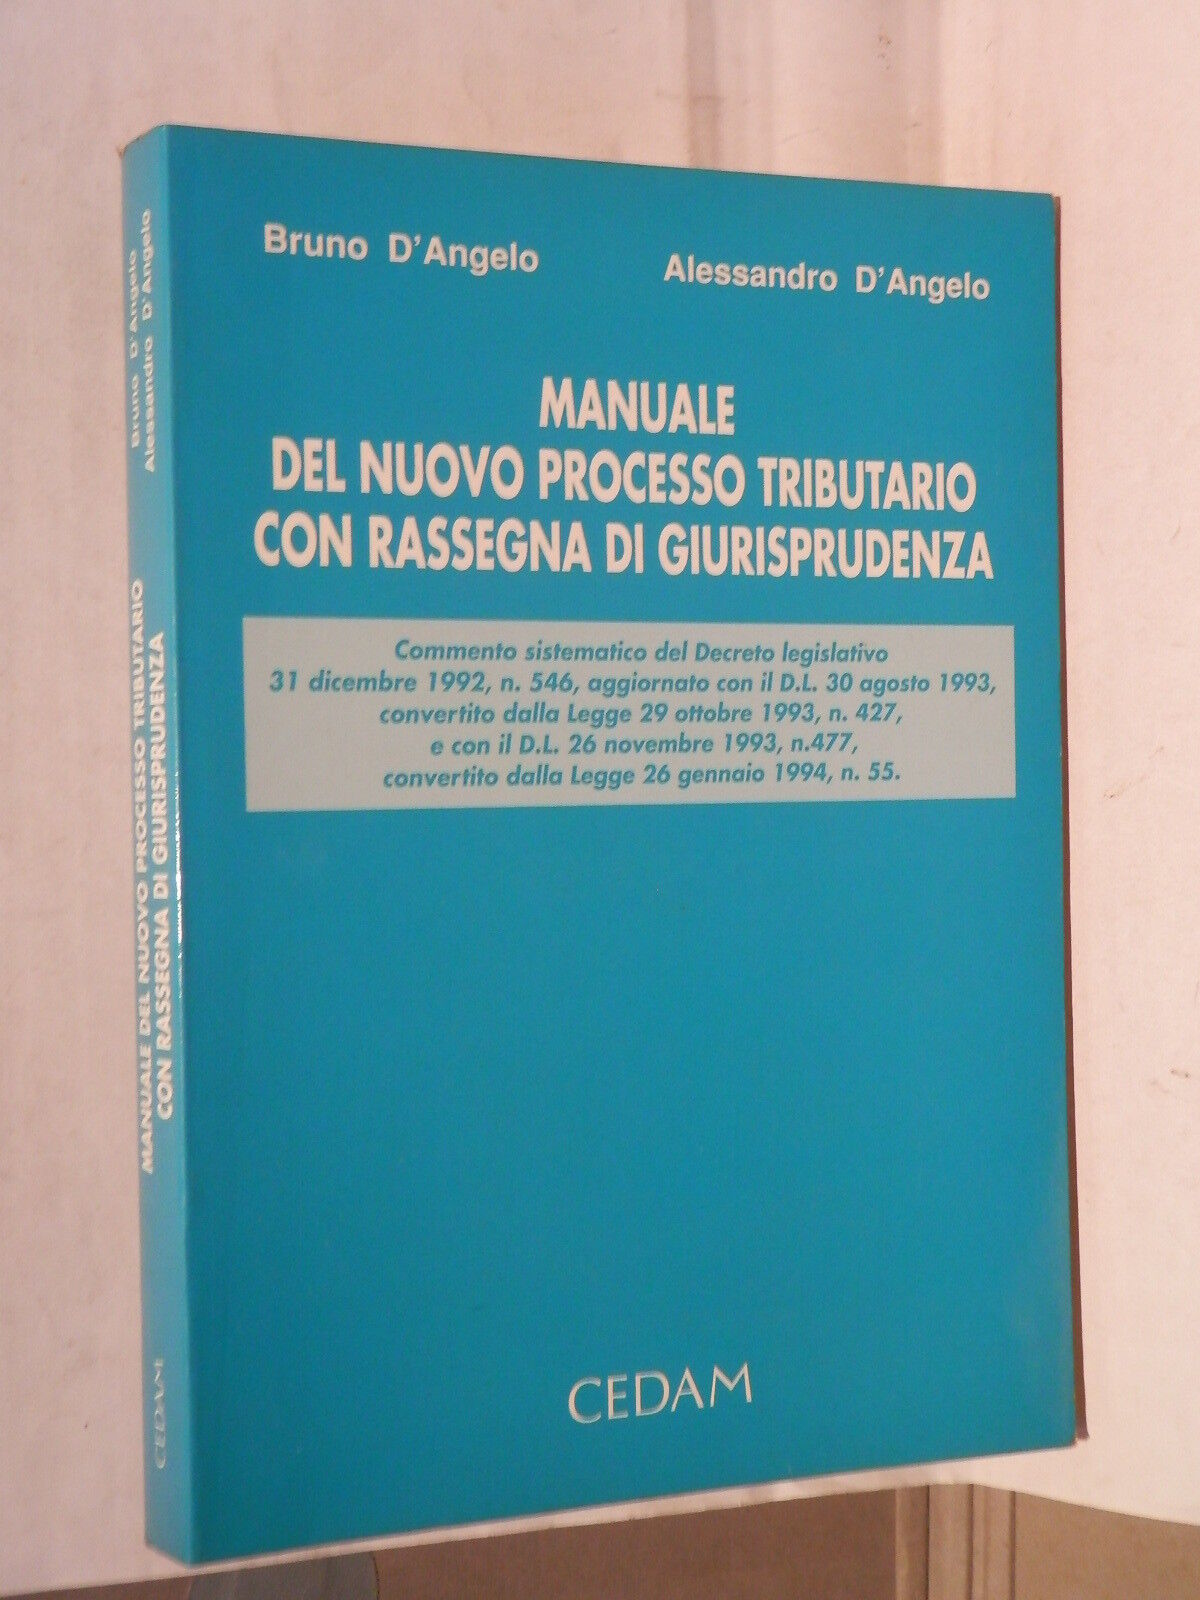 Bruno D'Angelo
Alessandro D'Angelo
MANUALE
DEL NUOVO PROCESSO TRIBUTARIO
CON RASSEGNA DI GIURISPRUDENZA
Commento sistematico del Decreto legislativo
31 dicembre 1992, n. 546, aggiornato con il D.L. 30 agosto 1993,
convertito dalla Legge 29 ottobre 1993, n. 427,
e con il D.L. 26 novembre 1993, n.477,
convertito dalla Legge 26 gennaio 1994, n. 55.
CEDAM
Bruno D'Angelo
Alessandro D'Angelo
MANUALE DEL NUOVO PROCESSO TRIBUTARIO
CON RASSEGNA DI GIURISPRUDENZA
CEDAM